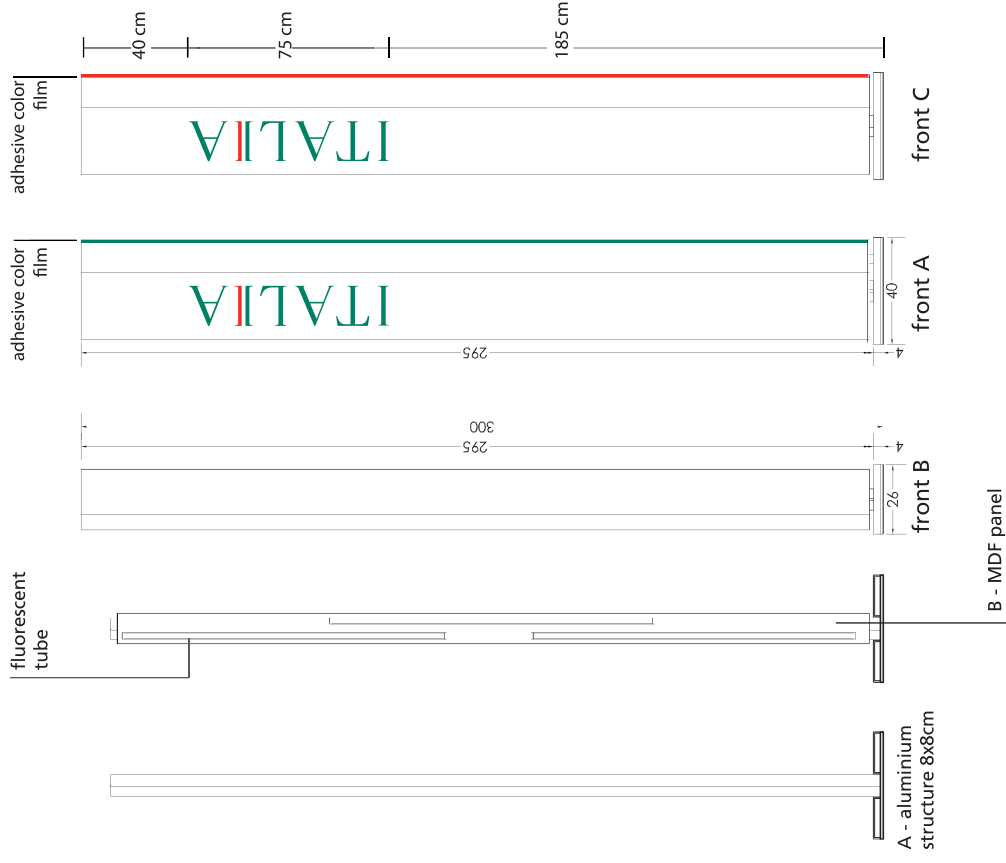 fluorescent
tube
adhesive color
film
adhesive color
film
40 cm
75 cm
185 cm
ITALIA
ITALIA
295
300
295
4
4
26
40
A - aluminium
structure 8x8cm
front B
front A
front C
B - MDF panel